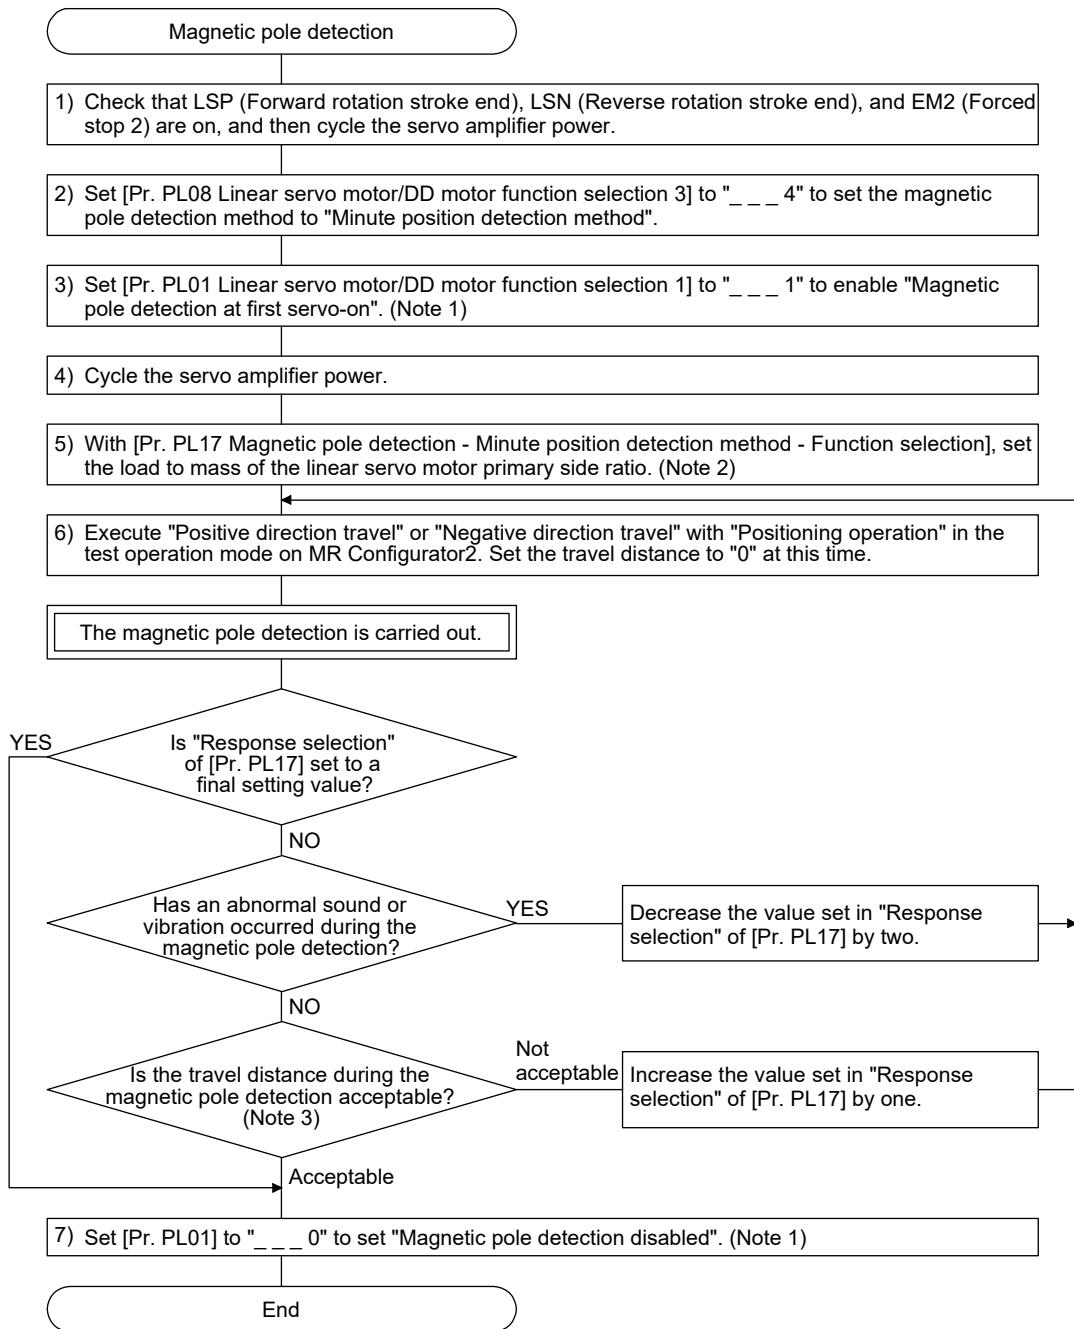 Magnetic pole detection
1) Check that LSP (Forward rotation stroke end), LSN (Reverse rotation stroke end), and EM2 (Forced
stop 2) are on, and then cycle the servo amplifier power.
2) Set [Pr. PL08 Linear servo motor/DD motor function selection 3] to "_ _ _ 4" to set the magnetic
pole detection method to "Minute position detection method".
3) Set [Pr. PL01 Linear servo motor/DD motor function selection 1] to "_ _ _ 1" to enable "Magnetic
pole detection at first servo-on". (Note 1)
4) Cycle the servo amplifier power.
5) With [Pr. PL17 Magnetic pole detection - Minute position detection method - Function selection], set
the load to mass of the linear servo motor primary side ratio. (Note 2)
6) Execute "Positive direction travel" or "Negative direction travel" with "Positioning operation" in the
test operation mode on MR Configurator2. Set the travel distance to "0" at this time.
The magnetic pole detection is carried out.
YES
Is "Response selection"
of [Pr. PL17] set to a
final setting value?
NO
Has an abnormal sound or
vibration occurred during the
magnetic pole detection?
YES
Decrease the value set in "Response
selection" of [Pr. PL17] by two.
NO
Is the travel distance during the
magnetic pole detection acceptable?
(Note 3)
Not
acceptable
Increase the value set in "Response
selection" of [Pr. PL17] by one.
Acceptable
7) Set [Pr. PL01] to "_ _ _ 0" to set "Magnetic pole detection disabled". (Note 1)
End